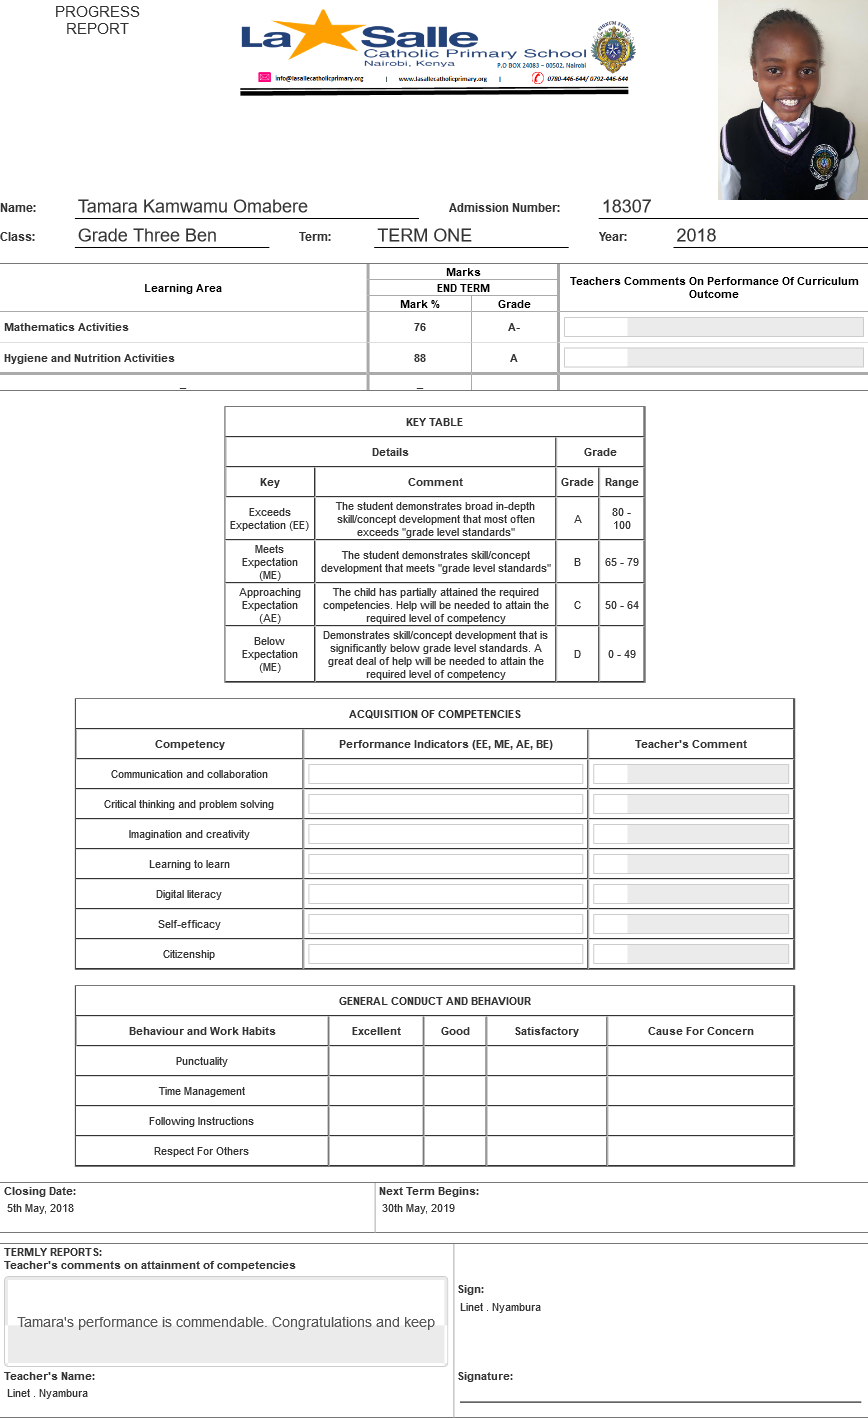 PROGRESS
REPORT
La Salle
Catholic Primary School
Nairobi, Kenya
P.O BOX 24083 – 00502, Nairobi
info@lasallecatholicprimary.org | www.lasallecatholicprimary.org | 0780-446-644/ 0792-446-644
Name: Tamara Kamwamu Omabere Admission Number: 18307
Class: Grade Three Ben Term: TERM ONE Year: 2018
Learning Area Marks Teachers Comments On Performance Of Curriculum Outcome
END TERM
Mark % Grade
Mathematics Activities 76 A-
Hygiene and Nutrition Activities 88 A
_ _
KEY TABLE
Details Grade
Key Comment Grade Range
Exceeds Expectation (EE) The student demonstrates broad in-depth skill/concept development that most often exceeds "grade level standards" A 80 - 100
Meets Expectation (ME) The student demonstrates skill/concept development that meets "grade level standards" B 65 - 79
Approaching Expectation (AE) The child has partially attained the required competencies. Help will be needed to attain the required level of competency C 50 - 64
Below Expectation (ME) Demonstrates skill/concept development that is significantly below grade level standards. A great deal of help will be needed to attain the required level of competency D 0 - 49
ACQUISITION OF COMPETENCIES
Competency Performance Indicators (EE, ME, AE, BE) Teacher's Comment
Communication and collaboration
Critical thinking and problem solving
Imagination and creativity
Learning to learn
Digital literacy
Self-efficacy
Citizenship
GENERAL CONDUCT AND BEHAVIOUR
Behaviour and Work Habits Excellent Good Satisfactory Cause For Concern
Punctuality
Time Management
Following Instructions
Respect For Others
Closing Date: Next Term Begins:
5th May, 2018 30th May, 2019
TERMLY REPORTS:
Teacher's comments on attainment of competencies
Tamara's performance is commendable. Congratulations and keep
Sign:
Linet . Nyambura
Teacher's Name: Signature:
Linet . Nyambura